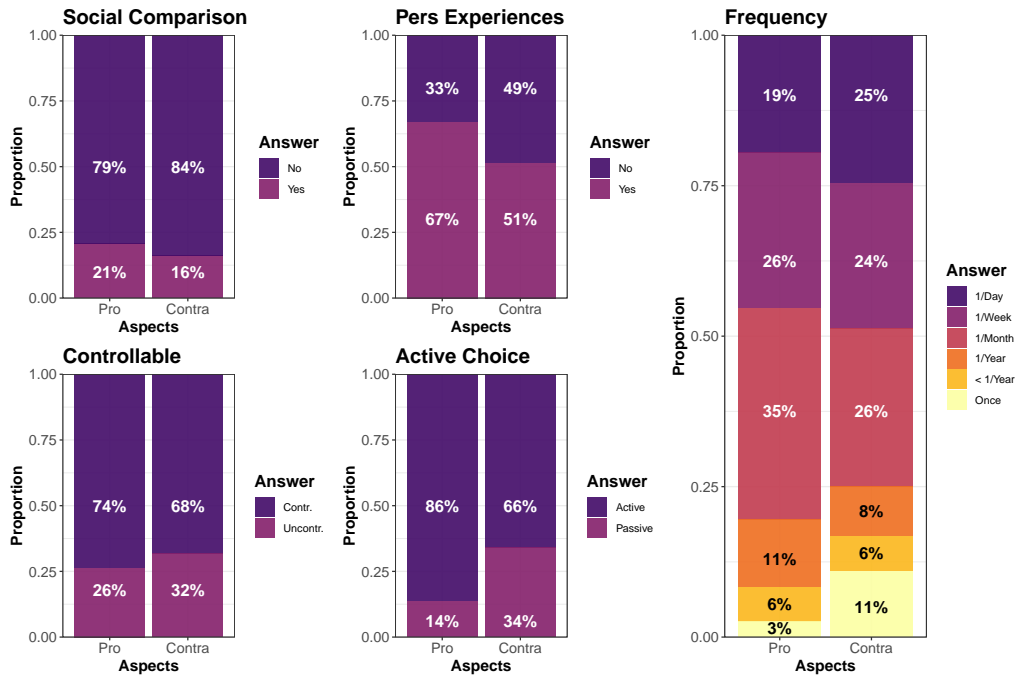 Social Comparison
1.00
0.75
0.50
0.25
0.00
Proportion
79%
84%
21%
16%
Pro
Contra
Aspects
Answer
No
Yes
Pers Experiences
1.00
0.75
0.50
0.25
0.00
Proportion
33%
49%
67%
51%
Pro
Contra
Aspects
Answer
No
Yes
Controllable
1.00
0.75
0.50
0.25
0.00
Proportion
74%
68%
26%
32%
Pro
Contra
Aspects
Answer
Contr.
Uncontr.
Active Choice
1.00
0.75
0.50
0.25
0.00
Proportion
86%
66%
14%
34%
Pro
Contra
Aspects
Answer
Active
Passive
Frequency
1.00
0.75
0.50
0.25
0.00
Proportion
19%
25%
26%
24%
35%
26%
11%
8%
6%
6%
3%
11%
Pro
Contra
Aspects
Answer
1/Day
1/Week
1/Month
1/Year
< 1/Year
Once